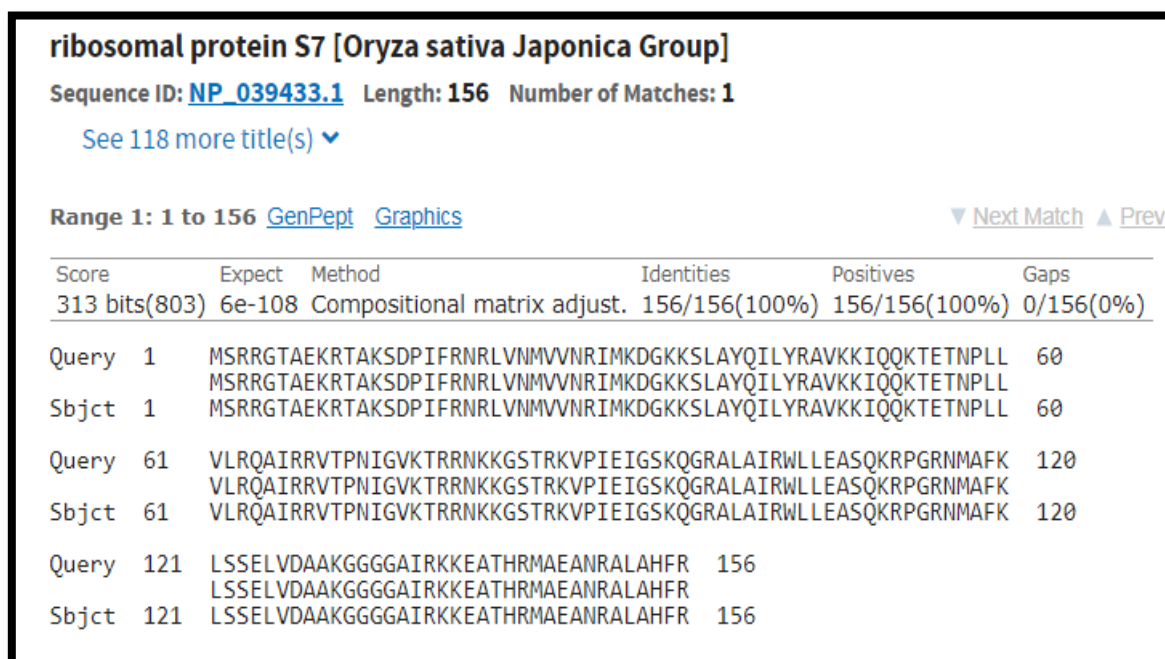 ribosomal protein S7 [Oryza sativa Japonica Group]
Sequence ID: NP_039433.1 Length: 156 Number of Matches: 1
See 118 more title(s)
Range 1: 1 to 156 GenPept Graphics ▼ Next Match ▲ Prev
Score Expect Method Identities Positives Gaps
313 bits(803) 6e-108 Compositional matrix adjust. 156/156(100%) 156/156(100%) 0/156(0%)
Query 1 MSRRGTAEKRTAKSDPIFRNRLVNMVVNRIMKDGKKSLAYQILYRAVKKIQQKTETNPLL 60
MSRRGTAEKRTAKSDPIFRNRLVNMVVNRIMKDGKKSLAYQILYRAVKKIQQKTETNPLL
Sbjct 1 MSRRGTAEKRTAKSDPIFRNRLVNMVVNRIMKDGKKSLAYQILYRAVKKIQQKTETNPLL 60
Query 61 VLRQAIRRVTPNIGVKTRRNKKGSTRKVPIEIGSKQGRALAIRWLLEASQKRPGRNMAFK 120
VLRQAIRRVTPNIGVKTRRNKKGSTRKVPIEIGSKQGRALAIRWLLEASQKRPGRNMAFK
Sbjct 61 VLRQAIRRVTPNIGVKTRRNKKGSTRKVPIEIGSKQGRALAIRWLLEASQKRPGRNMAFK 120
Query 121 LSSELVDAAKGGGGAIRKKEATHRMAEANRALAHFR 156
LSSELVDAAKGGGGAIRKKEATHRMAEANRALAHFR
Sbjct 121 LSSELVDAAKGGGGAIRKKEATHRMAEANRALAHFR 156